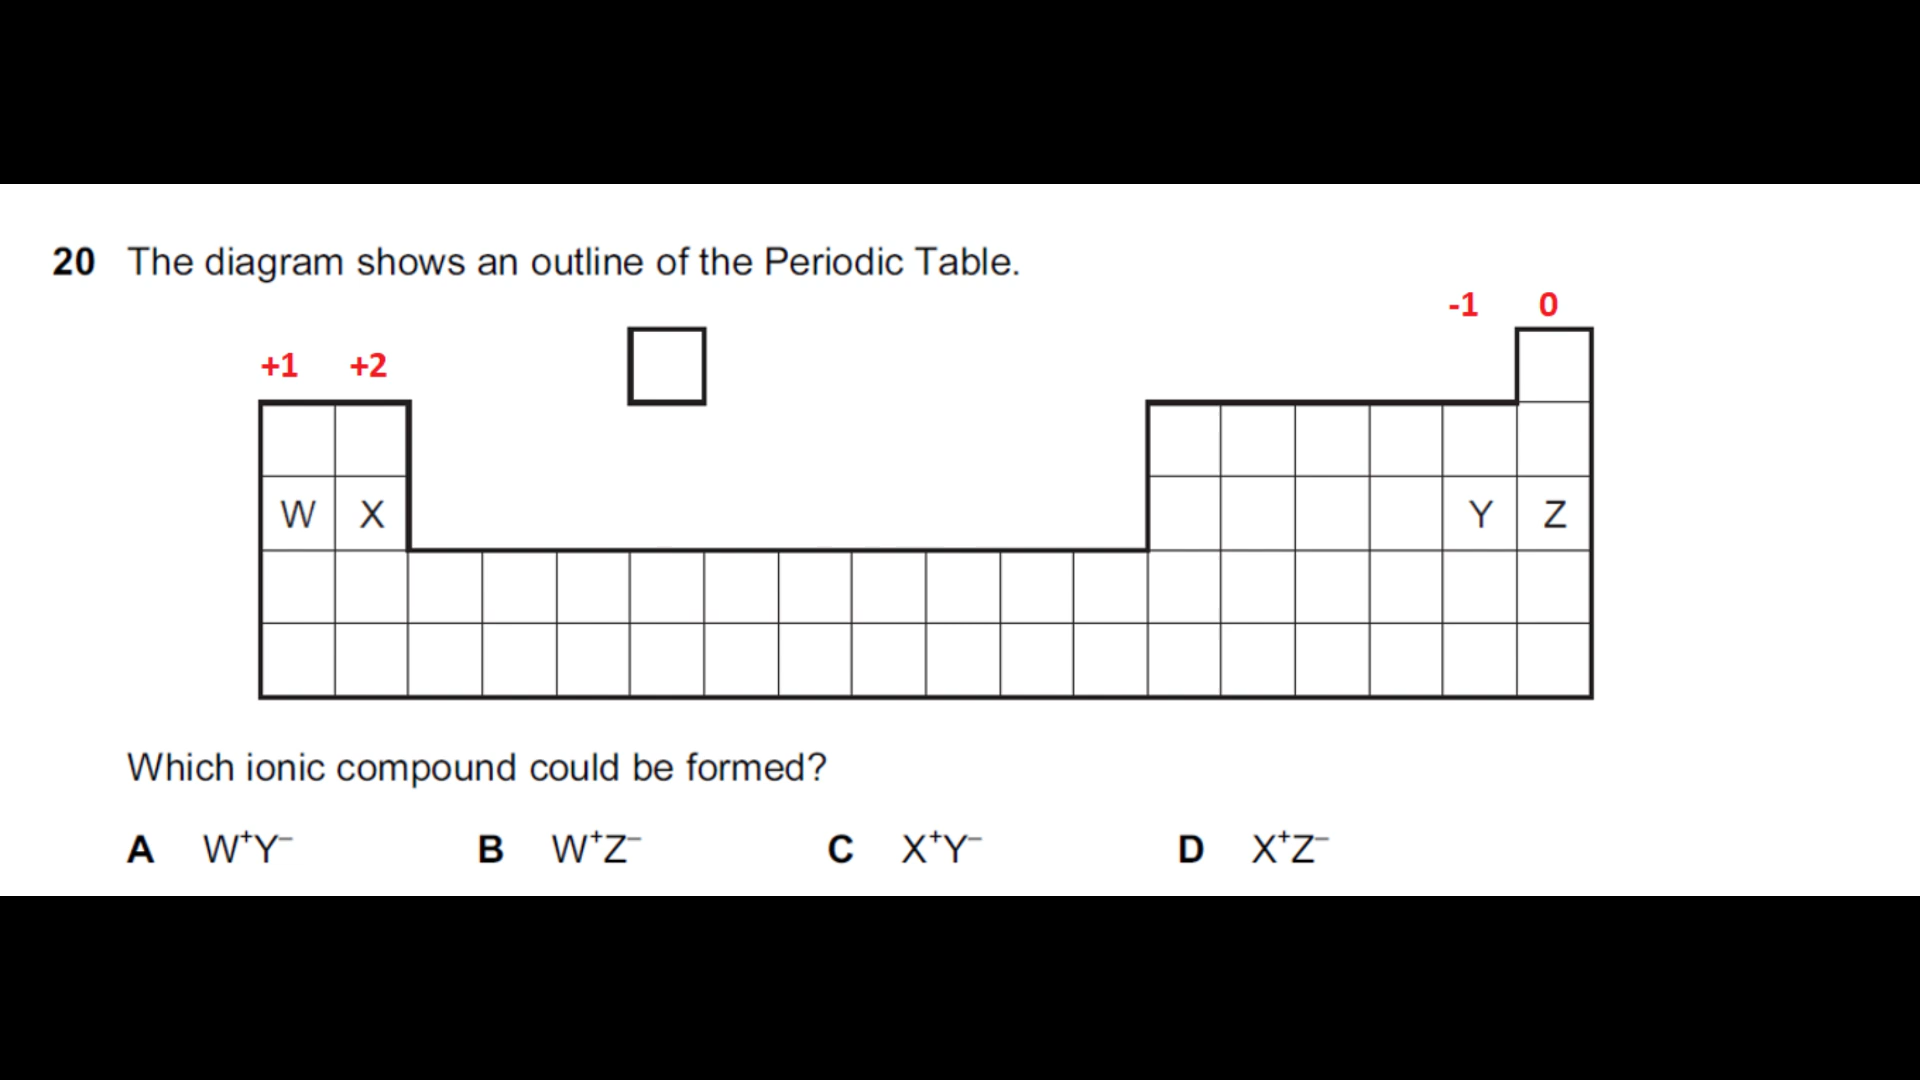 20 The diagram shows an outline of the Periodic Table.
-1 0
+1 +2
W X Y Z
Which ionic compound could be formed?
A W⁺Y⁻ B W⁺Z⁻ C X⁺Y⁻ D X⁺Z⁻